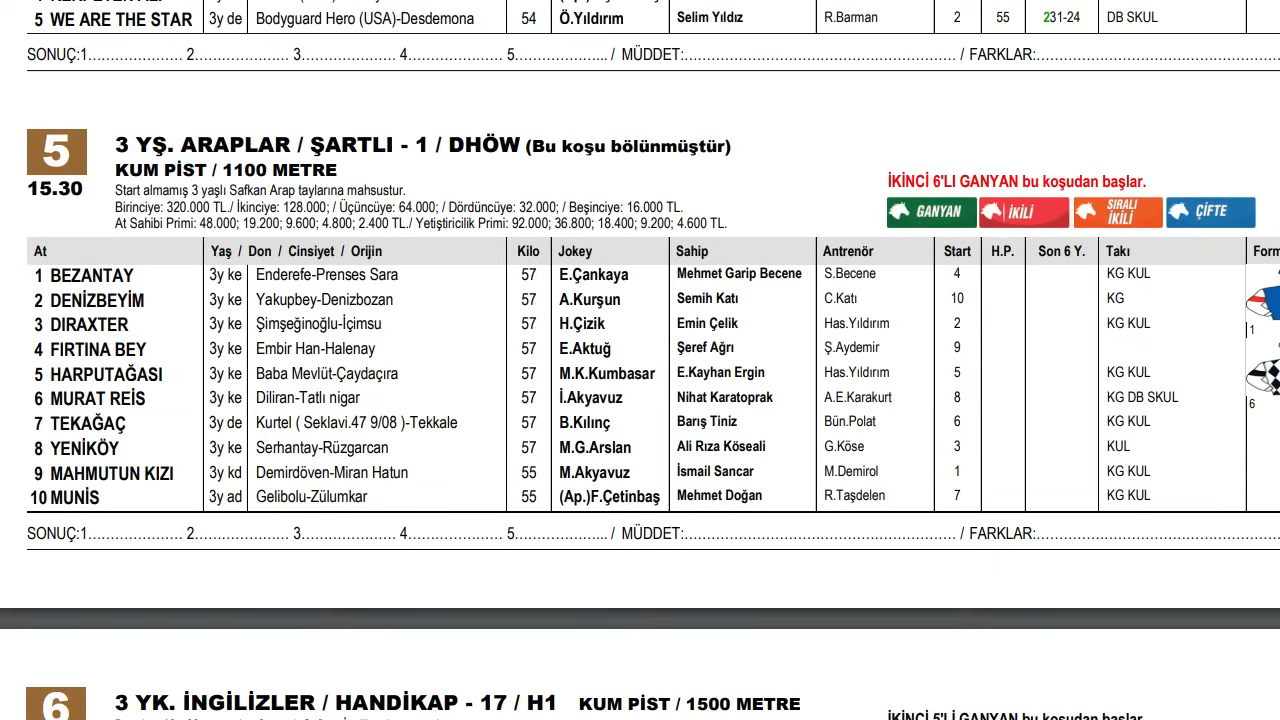 5 WE ARE THE STAR 3y de Bodyguard Hero (USA)-Desdemona 54 Ö.Yıldırım Selim Yıldız R.Barman 2 55 231-24 DB SKUL
SONUÇ:1..................... 2..................... 3...................... 4...................... 5..................... / MÜDDET:............................................................. / FARKLAR:......................................................
5
15.30
3 YŞ. ARAPLAR / ŞARTLI - 1 / DHÖW (Bu koşu bölünmüştür)
KUM PİST / 1100 METRE
Start almamış 3 yaşlı Safkan Arap taylarına mahsustur.
Birinciye: 320.000 TL./ İkinciye: 128.000; / Üçüncüye: 64.000; / Dördüncüye: 32.000; / Beşinciye: 16.000 TL.
At Sahibi Primi: 48.000; 19.200; 9.600; 4.800; 2.400 TL./ Yetiştiricilik Primi: 92.000; 36.800; 18.400; 9.200; 4.600 TL.
İKİNCİ 6'LI GANYAN bu koşudan başlar.
GANYAN İKİLİ SIRALI İKİLİ ÇİFTE
At Yaş / Don / Cinsiyet / Orijin Kilo Jokey Sahip Antrenör Start H.P. Son 6 Y. Takı Form
1 BEZANTAY 3y ke Enderefe-Prenses Sara 57 E.Çankaya Mehmet Garip Becene S.Becene 4 KG KUL
2 DENİZBEYİM 3y ke Yakupbey-Denizbozan 57 A.Kurşun Semih Katı C.Katı 10 KG
3 DIRAXTER 3y ke Şimşeğinoğlu-İçimsu 57 H.Çizik Emin Çelik Has.Yıldırım 2 KG KUL
1
4 FIRTINA BEY 3y ke Embir Han-Halenay 57 E.Aktuğ Şeref Ağrı Ş.Aydemir 9
5 HARPUTAĞASI 3y ke Baba Mevlüt-Çaydaçıra 57 M.K.Kumbasar E.Kayhan Ergin Has.Yıldırım 5 KG KUL
6 MURAT REİS 3y ke Diliran-Tatlı nigar 57 İ.Akyavuz Nihat Karatoprak A.E.Karakurt 8 KG DB SKUL
6
7 TEKAĞAÇ 3y de Kurtel ( Seklavi.47 9/08 )-Tekkale 57 B.Kılınç Barış Tiniz Bün.Polat 6 KG KUL
8 YENİKÖY 3y ke Serhantay-Rüzgarcan 57 M.G.Arslan Ali Rıza Köseali G.Köse 3 KUL
9 MAHMUTUN KIZI 3y kd Demirdöven-Miran Hatun 55 M.Akyavuz İsmail Sancar M.Demirol 1 KG KUL
10 MUNİS 3y ad Gelibolu-Zülumkar 55 (Ap.)F.Çetinbaş Mehmet Doğan R.Taşdelen 7 KG KUL
SONUÇ:1..................... 2..................... 3...................... 4...................... 5..................... / MÜDDET:............................................................. / FARKLAR:......................................................
6
3 YK. İNGİLİZLER / HANDİKAP - 17 / H1 KUM PİST / 1500 METRE
İKİNCİ 5'Lİ GANYAN bu koşudan başlar.